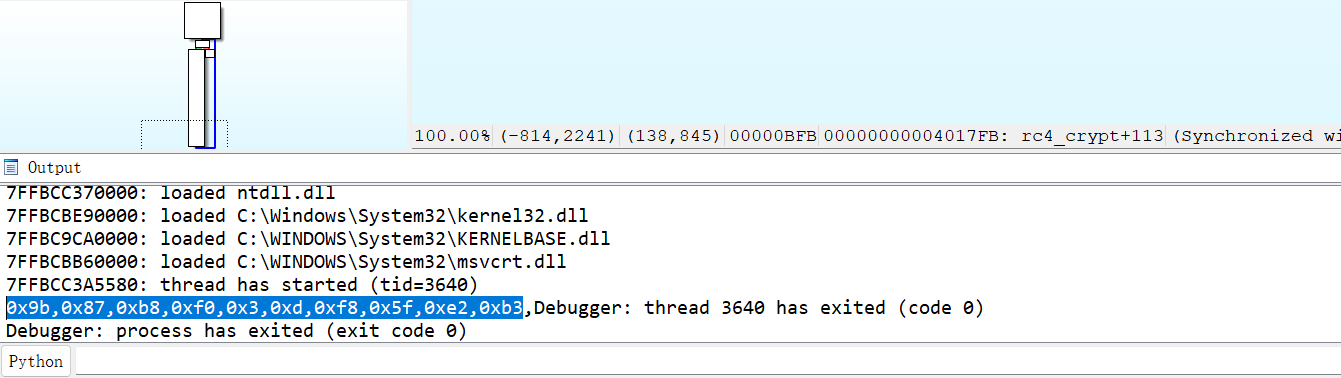 100.00% (-814,2241) (138,845) 00000BFB 00000000004017FB: rc4_crypt+113 (Synchronized wi
Output
7FFBCC370000: loaded ntdll.dll
7FFBCBE90000: loaded C:\Windows\System32\kernel32.dll
7FFBC9CA0000: loaded C:\WINDOWS\System32\KERNELBASE.dll
7FFBCBB60000: loaded C:\WINDOWS\System32\msvcrt.dll
7FFBCC3A5580: thread has started (tid=3640)
0x9b,0x87,0xb8,0xf0,0x3,0xd,0xf8,0x5f,0xe2,0xb3,Debugger: thread 3640 has exited (code 0)
Debugger: process has exited (exit code 0)
Python